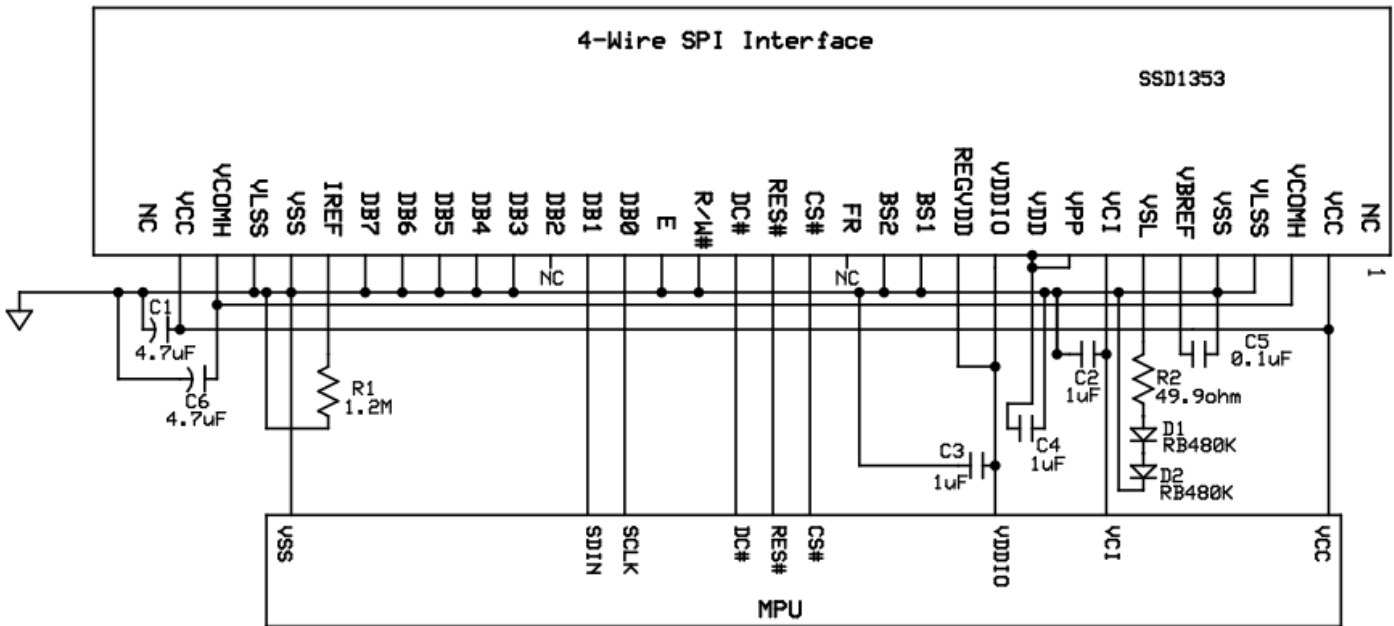 4-Wire SPI Interface
SSD1353
NC
VCC
VCOMH
VLSS
VSS
IREF
DB7
DB6
DB5
DB4
DB3
DB2
DB1
DB0
E
R/W#
DC#
RES#
CS#
FR
BS2
BS1
REGVDD
VDDIO
VDD
VPP
VCI
VSL
VBREF
VSS
VLSS
VCOMH
VCC
NC
NC
NC
1
C1
4.7uF
C6
4.7uF
R1
1.2M
C3
1uF
C4
1uF
C2
1uF
R2
49.9ohm
C5
0.1uF
D1
RB480K
D2
RB480K
VSS
SDIN
SCLK
DC#
RES#
CS#
VDDIO
VCI
VCC
MPU